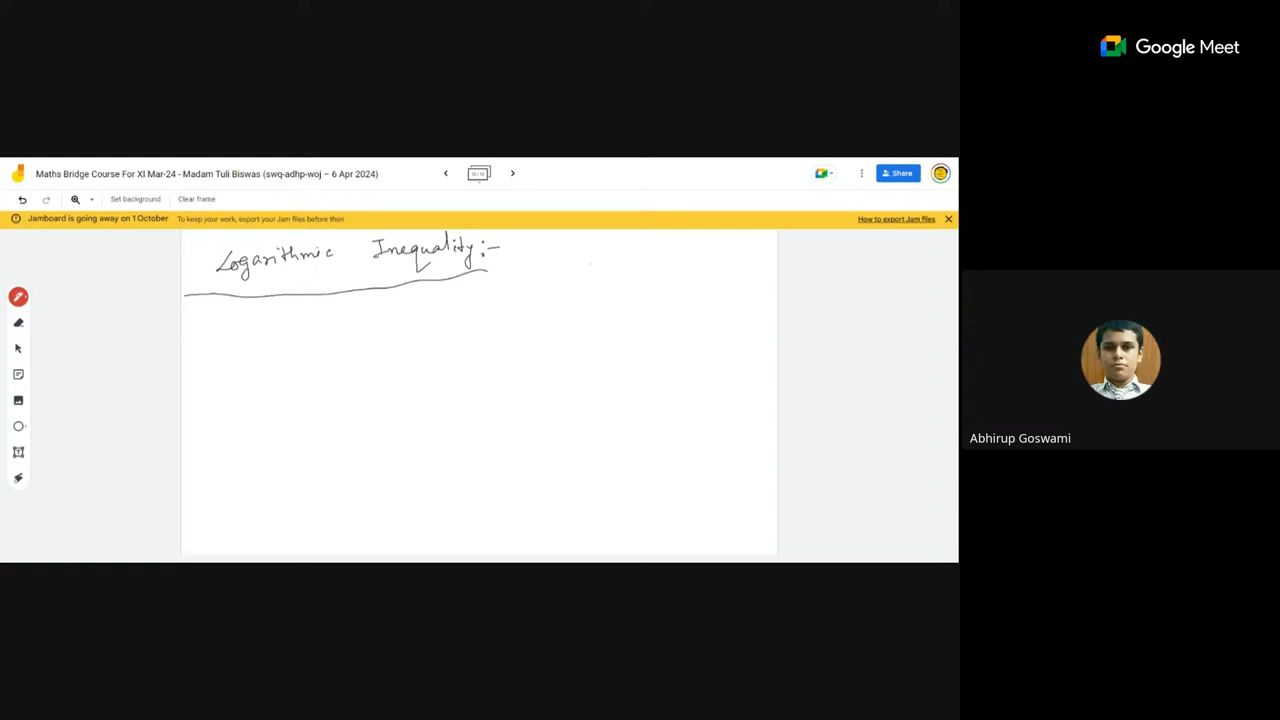 Google Meet
Maths Bridge Course For XI Mar-24 - Madam Tuli Biswas (swq-adhp-woj – 6 Apr 2024)
Share
Set background
Clear frame
Jamboard is going away on 1 October
To keep your work, export your Jam files before then
How to export Jam files
Logarithmic Inequality :-
Abhirup Goswami